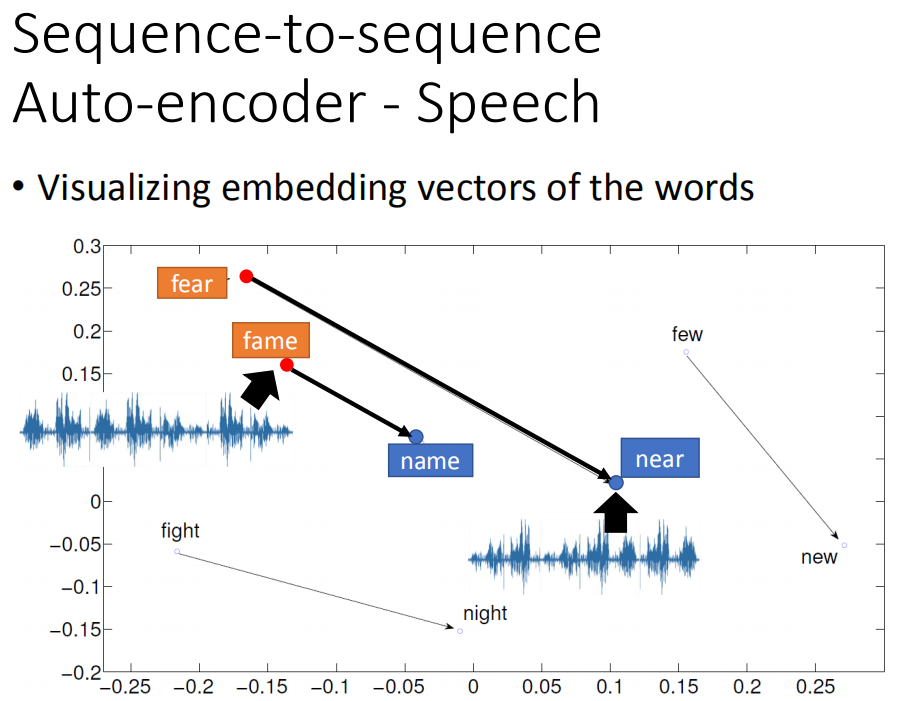 Sequence-to-sequence
Auto-encoder - Speech
• Visualizing embedding vectors of the words
0.3
0.25
0.2
0.15
0
−0.05
−0.1
−0.15
−0.2
fear
fame
name
near
few
new
fight
night
−0.25 −0.2 −0.15 −0.1 −0.05 0 0.05 0.1 0.15 0.2 0.25